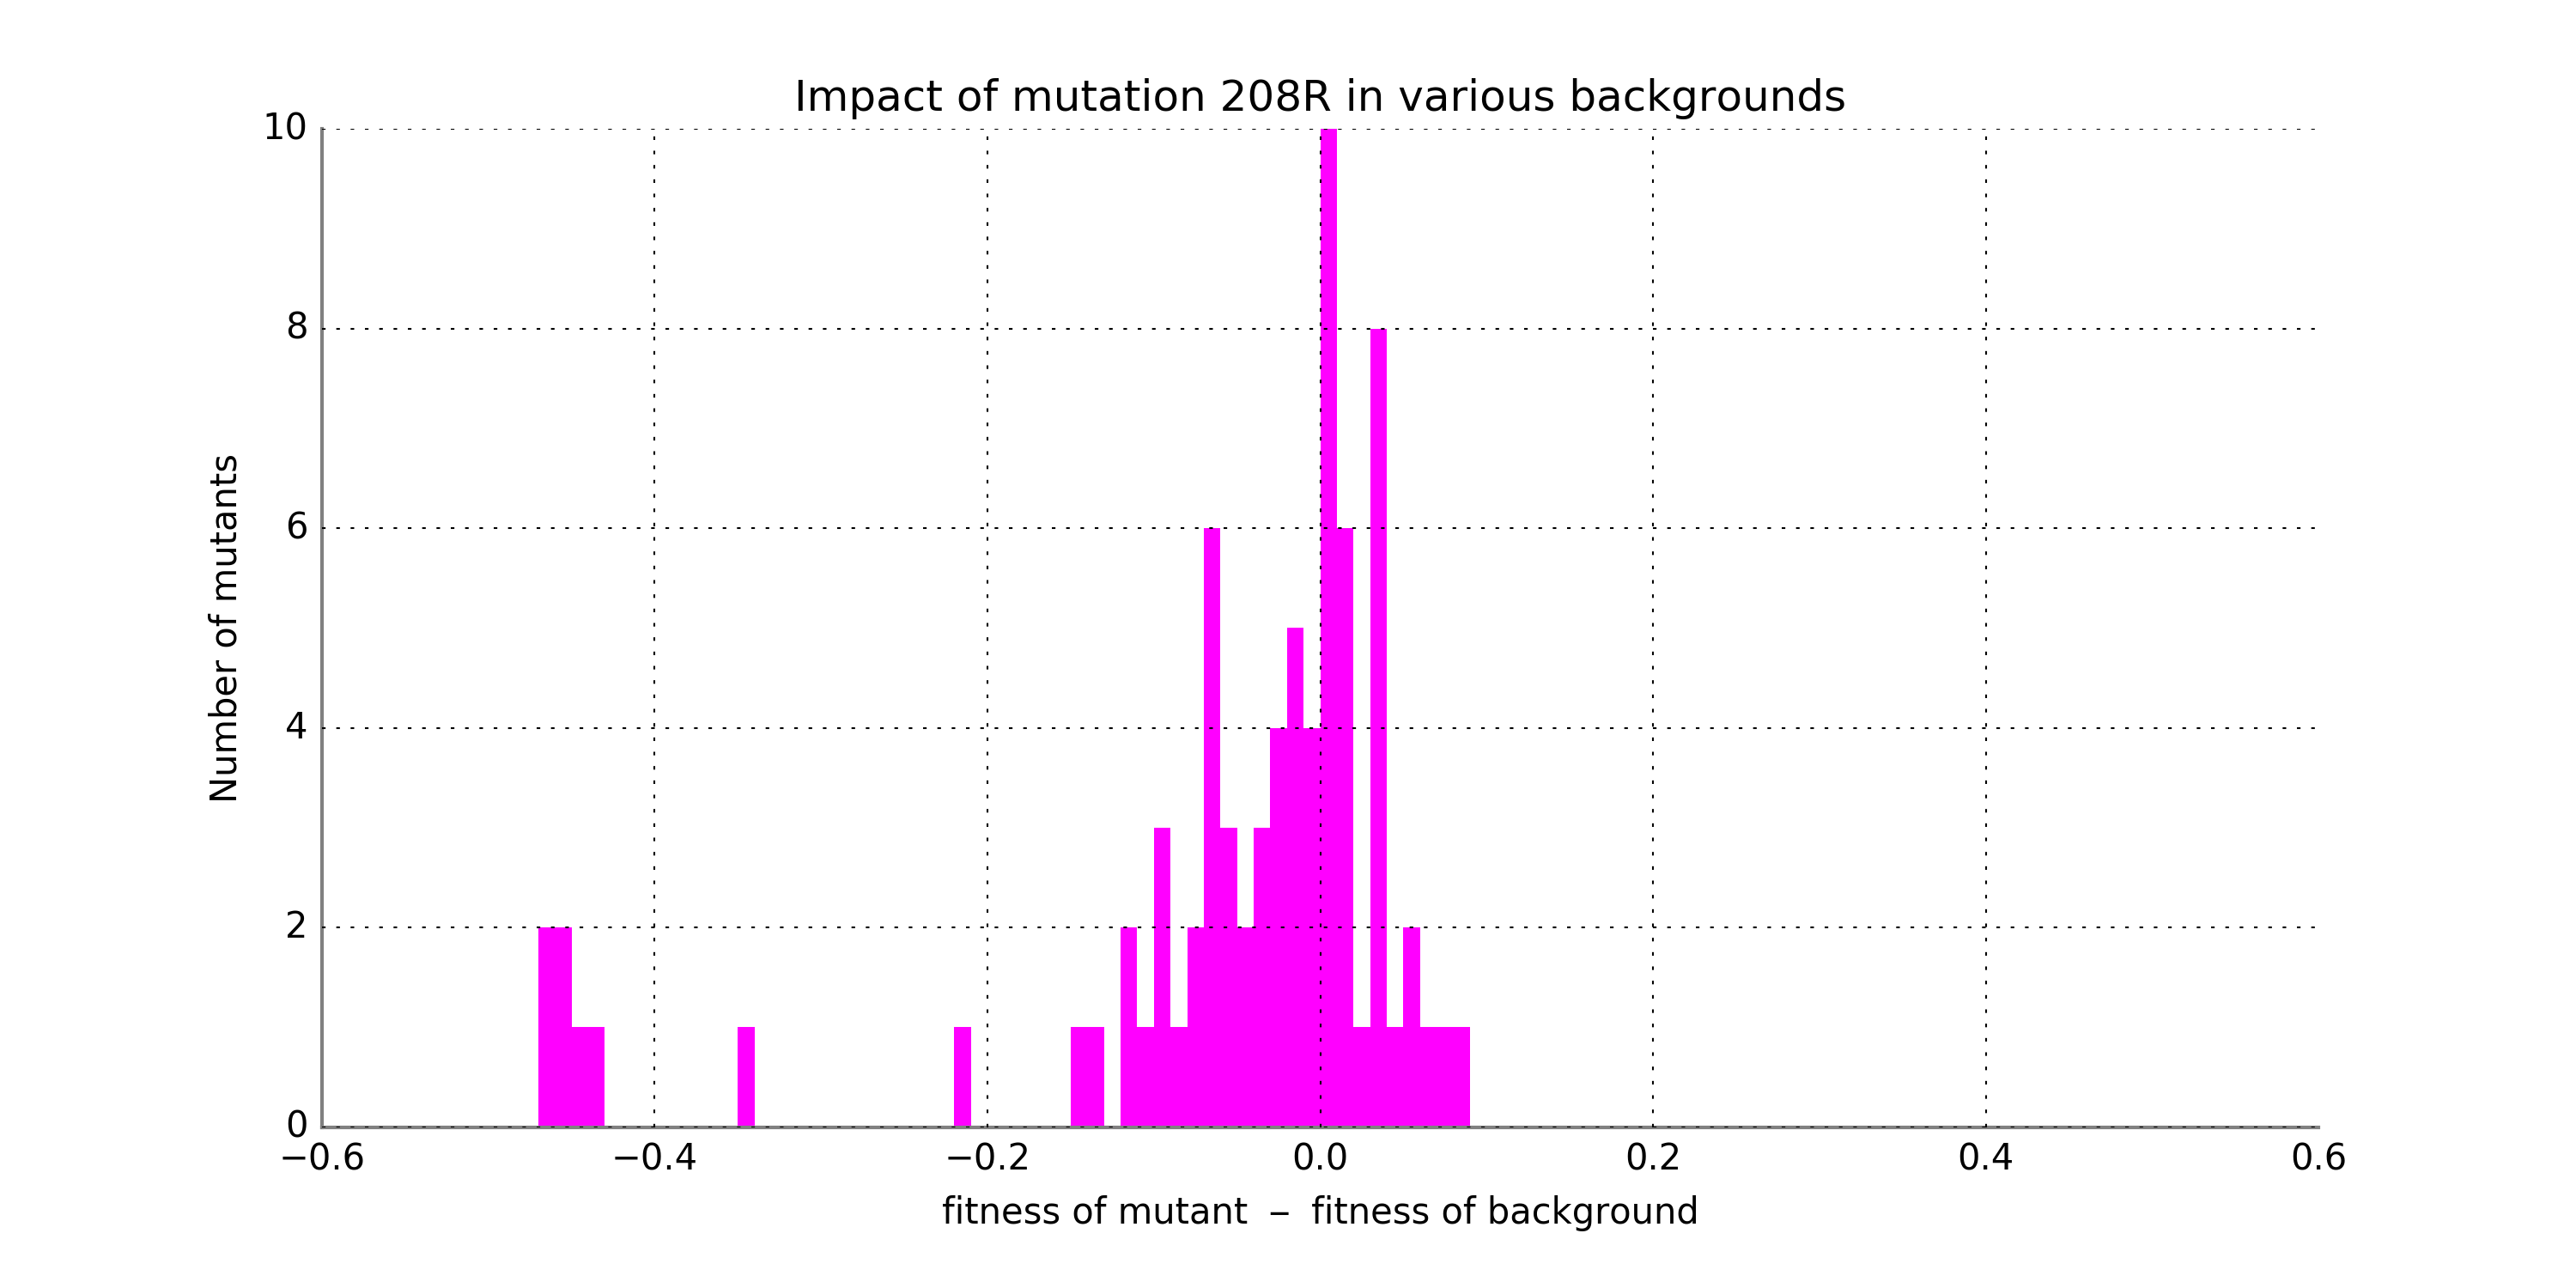 Impact of mutation 208R in various backgrounds
10
8
6
4
2
0
Number of mutants
−0.6 −0.4 −0.2 0.0 0.2 0.4 0.6
fitness of mutant − fitness of background